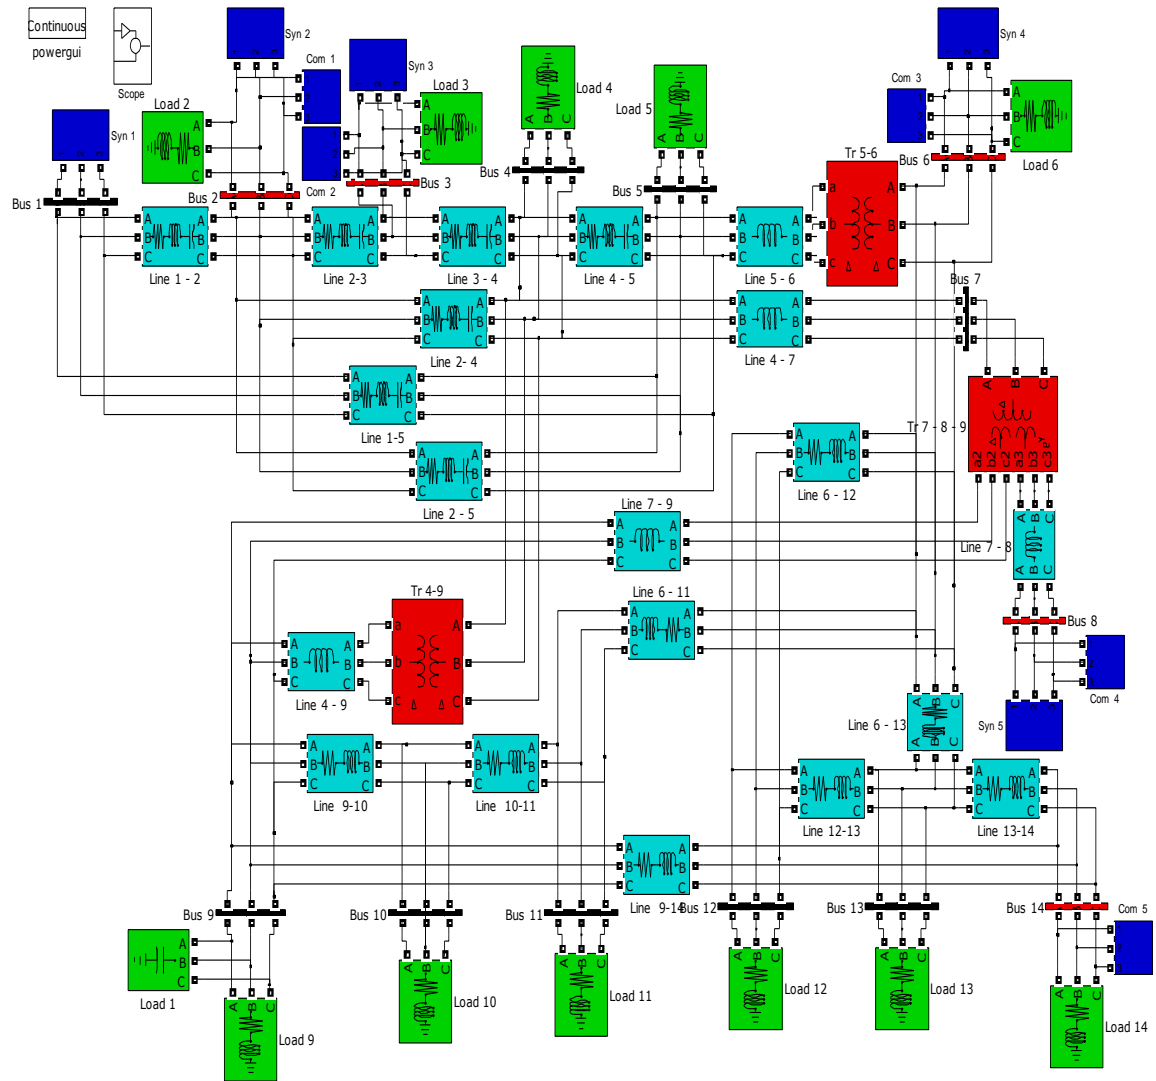 Continuous
powergui
Scope
Syn 2
Com 1
Syn 3
Syn 4
Com 3
Load 2
Load 3
Load 4
Load 5
Load 6
Syn 1
Com 2
Bus 1
Bus 2
Bus 3
Bus 4
Bus 5
Bus 6
Tr 5-6
Line 1 - 2
Line 2-3
Line 3 - 4
Line 4 - 5
Line 5 - 6
Bus 7
Line 2- 4
Line 4 - 7
Line 1-5
Tr 7 - 8 - 9
a2
b2
c2
a3
b3
c3
Line 2 - 5
Line 6 - 12
Line 7 - 9
Line 7 - 8
Tr 4-9
Line 6 - 11
Bus 8
Com 4
Syn 5
Line 4 - 9
Line 6 - 13
Line 9-10
Line 10-11
Line 12-13
Line 13-14
Line 9-14
Bus 9
Bus 10
Bus 11
Bus 12
Bus 13
Bus 14
Com 5
Load 1
Load 9
Load 10
Load 11
Load 12
Load 13
Load 14